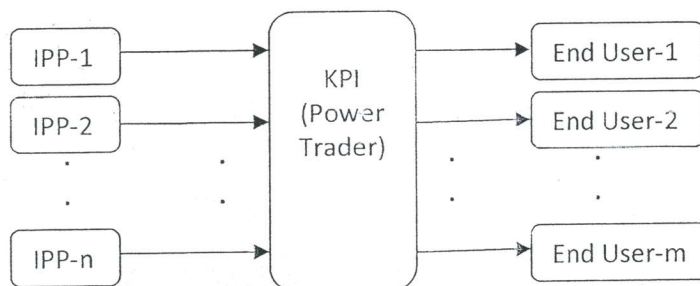 IPP-1
IPP-2
IPP-n
KPI
(Power
Trader)
End User-1
End User-2
End User-m